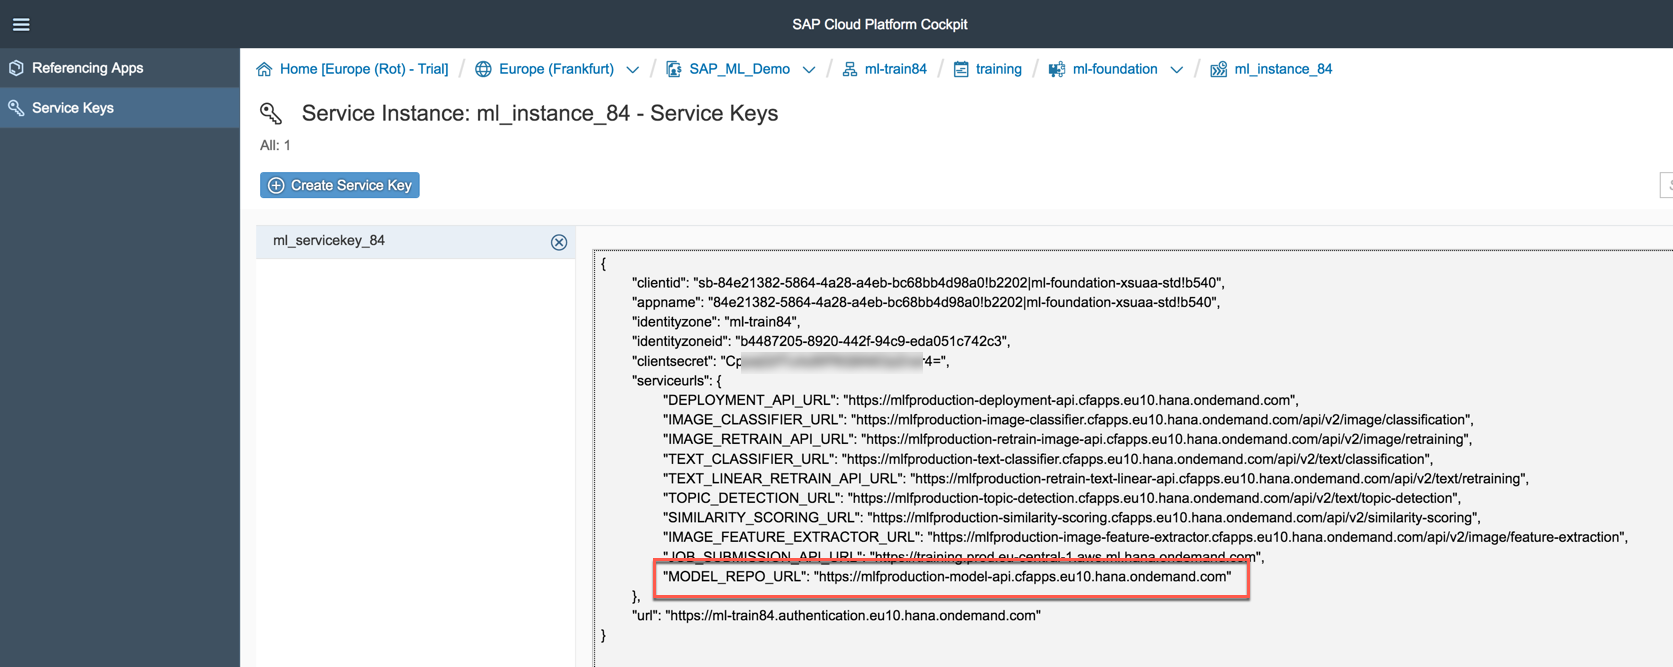 SAP Cloud Platform Cockpit
Referencing Apps
Service Keys
Home [Europe (Rot) - Trial] / Europe (Frankfurt) / SAP_ML_Demo / ml-train84 / training / ml-foundation / ml_instance_84
Service Instance: ml_instance_84 - Service Keys
All: 1
Create Service Key
ml_servicekey_84
{
"clientid": "sb-84e21382-5864-4a28-a4eb-bc68bb4d98a0!b2202|ml-foundation-xsuaa-std!b540",
"appname": "84e21382-5864-4a28-a4eb-bc68bb4d98a0!b2202|ml-foundation-xsuaa-std!b540",
"identityzone": "ml-train84",
"identityzoneid": "b4487205-8920-442f-94c9-eda051c742c3",
"clientsecret": "Cp r4=",
"serviceurls": {
"DEPLOYMENT_API_URL": "https://mlfproduction-deployment-api.cfapps.eu10.hana.ondemand.com",
"IMAGE_CLASSIFIER_URL": "https://mlfproduction-image-classifier.cfapps.eu10.hana.ondemand.com/api/v2/image/classification",
"IMAGE_RETRAIN_API_URL": "https://mlfproduction-retrain-image-api.cfapps.eu10.hana.ondemand.com/api/v2/image/retraining",
"TEXT_CLASSIFIER_URL": "https://mlfproduction-text-classifier.cfapps.eu10.hana.ondemand.com/api/v2/text/classification",
"TEXT_LINEAR_RETRAIN_API_URL": "https://mlfproduction-retrain-text-linear-api.cfapps.eu10.hana.ondemand.com/api/v2/text/retraining",
"TOPIC_DETECTION_URL": "https://mlfproduction-topic-detection.cfapps.eu10.hana.ondemand.com/api/v2/text/topic-detection",
"SIMILARITY_SCORING_URL": "https://mlfproduction-similarity-scoring.cfapps.eu10.hana.ondemand.com/api/v2/similarity-scoring",
"IMAGE_FEATURE_EXTRACTOR_URL": "https://mlfproduction-image-feature-extractor.cfapps.eu10.hana.ondemand.com/api/v2/image/feature-extraction",
"JOB_SUBMISSION_API_URL": "https://training.prod.eu-central-1.aws.ml.hana.ondemand.com",
"MODEL_REPO_URL": "https://mlfproduction-model-api.cfapps.eu10.hana.ondemand.com"
},
"url": "https://ml-train84.authentication.eu10.hana.ondemand.com"
}